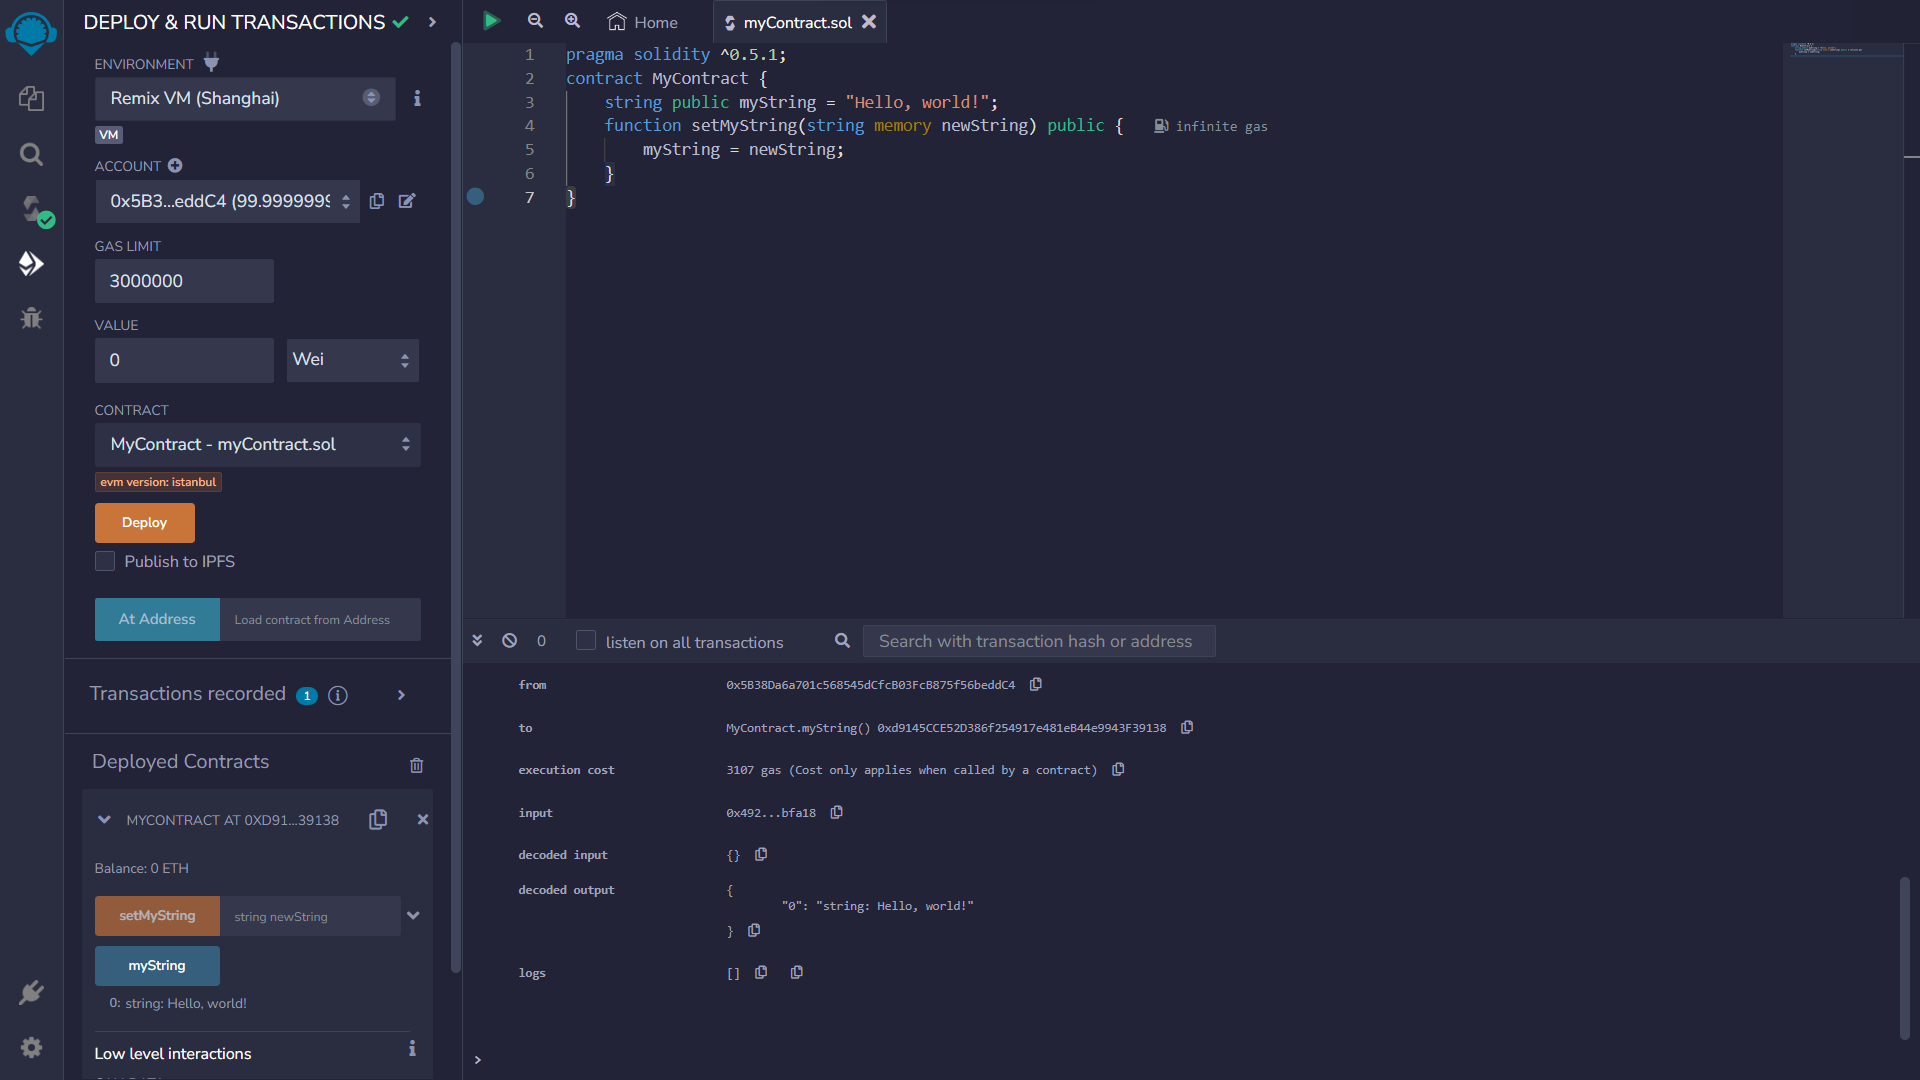 DEPLOY & RUN TRANSACTIONS
ENVIRONMENT
Remix VM (Shanghai)
VM
ACCOUNT
0x5B3...eddC4 (99.9999999
GAS LIMIT
3000000
VALUE
0
Wei
CONTRACT
MyContract - myContract.sol
evm version: istanbul
Deploy
Publish to IPFS
At Address
Load contract from Address
Transactions recorded 1
Deployed Contracts
MYCONTRACT AT 0XD91...39138
Balance: 0 ETH
setMyString
string newString
myString
0: string: Hello, world!
Low level interactions
Home
myContract.sol
1 pragma solidity ^0.5.1;
2 contract MyContract {
3 string public myString = "Hello, world!";
4 function setMyString(string memory newString) public { infinite gas
5 myString = newString;
6 }
7 }
0
listen on all transactions
Search with transaction hash or address
from 0x5B38Da6a701c568545dCfcB03FcB875f56beddC4
to MyContract.myString() 0xd9145CCE52D386f254917e481eB44e9943F39138
execution cost 3107 gas (Cost only applies when called by a contract)
input 0x492...bfa18
decoded input {}
decoded output {
"0": "string: Hello, world!"
}
logs []
>